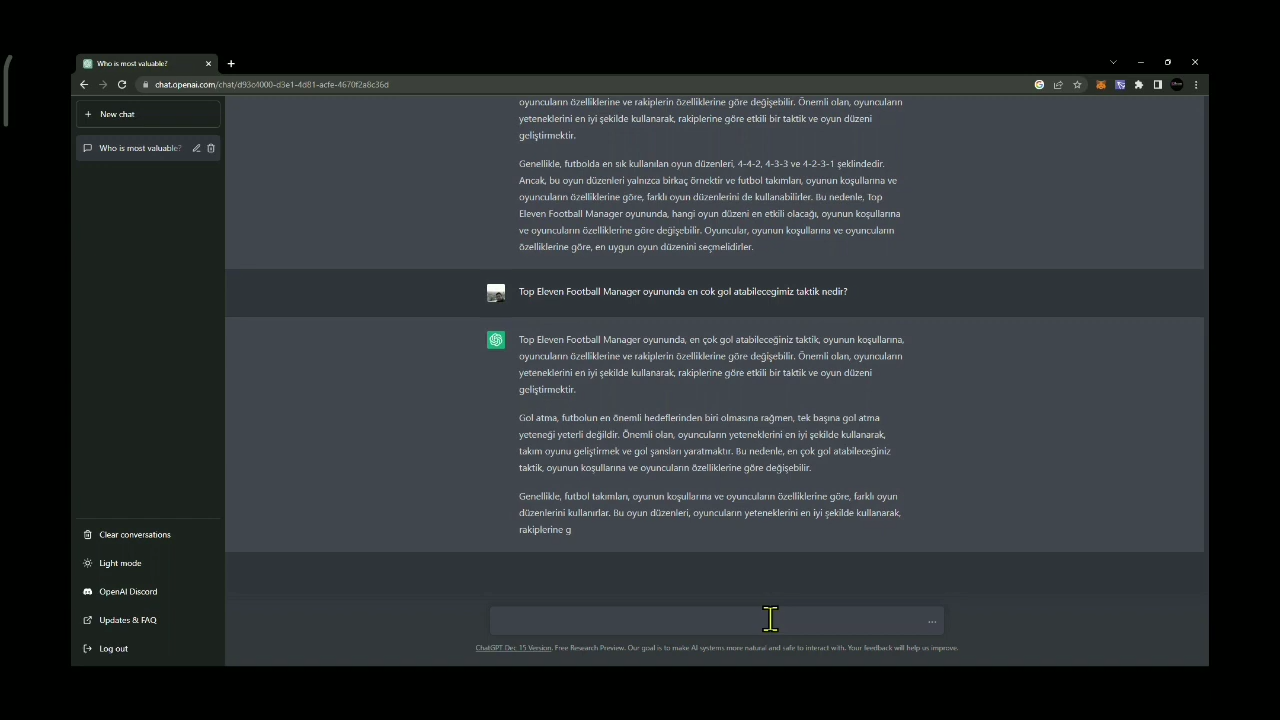 Who is most valuable?
chat.openai.com/chat/d93c4000-d3e1-4d81-acfe-4670f2a8c36d
New chat
Who is most valuable?
oyuncuların özelliklerine ve rakiplerin özelliklerine göre değişebilir. Önemli olan, oyuncuların
yeteneklerini en iyi şekilde kullanarak, rakiplerine göre etkili bir taktik ve oyun düzeni
geliştirmektir.
Genellikle, futbolda en sık kullanılan oyun düzenleri, 4-4-2, 4-3-3 ve 4-2-3-1 şeklindedir.
Ancak, bu oyun düzenleri yalnızca birkaç örnektir ve futbol takımları, oyunun koşullarına ve
oyuncuların özelliklerine göre, farklı oyun düzenlerini de kullanabilirler. Bu nedenle, Top
Eleven Football Manager oyununda, hangi oyun düzeni en etkili olacağı, oyunun koşullarına
ve oyuncuların özelliklerine göre değişebilir. Oyuncular, oyunun koşullarına ve oyuncuların
özelliklerine göre, en uygun oyun düzenini seçmelidirler.
Top Eleven Football Manager oyununda en cok gol atabilecegimiz taktik nedir?
Top Eleven Football Manager oyununda, en çok gol atabileceğiniz taktik, oyunun koşullarına,
oyuncuların özelliklerine ve rakiplerin özelliklerine göre değişebilir. Önemli olan, oyuncuların
yeteneklerini en iyi şekilde kullanarak, rakiplerine göre etkili bir taktik ve oyun düzeni
geliştirmektir.
Gol atma, futbolun en önemli hedeflerinden biri olmasına rağmen, tek başına gol atma
yeteneği yeterli değildir. Önemli olan, oyuncuların yeteneklerini en iyi şekilde kullanarak,
takım oyunu geliştirmek ve gol şansları yaratmaktır. Bu nedenle, en çok gol atabileceğiniz
taktik, oyunun koşullarına ve oyuncuların özelliklerine göre değişebilir.
Genellikle, futbol takımları, oyunun koşullarına ve oyuncuların özelliklerine göre, farklı oyun
düzenlerini kullanırlar. Bu oyun düzenleri, oyuncuların yeteneklerini en iyi şekilde kullanarak,
rakiplerine g
Clear conversations
Light mode
OpenAI Discord
Updates & FAQ
Log out
ChatGPT Dec 15 Version. Free Research Preview. Our goal is to make AI systems more natural and safe to interact with. Your feedback will help us improve.